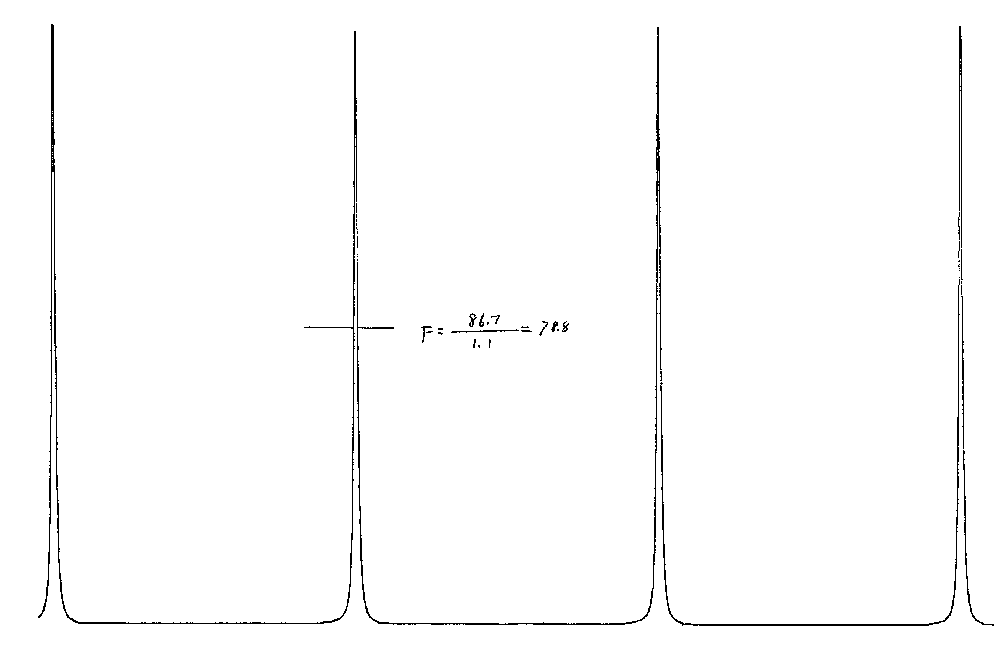 F = 86.7 / 1.1 = 78.8